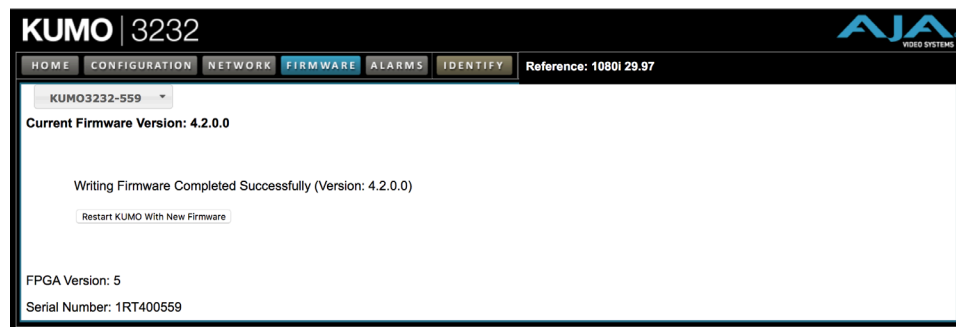 KUMO | 3232
AJA
VIDEO SYSTEMS
HOME CONFIGURATION NETWORK FIRMWARE ALARMS IDENTIFY Reference: 1080i 29.97
KUMO3232-559
Current Firmware Version: 4.2.0.0
Writing Firmware Completed Successfully (Version: 4.2.0.0)
Restart KUMO With New Firmware
FPGA Version: 5
Serial Number: 1RT400559